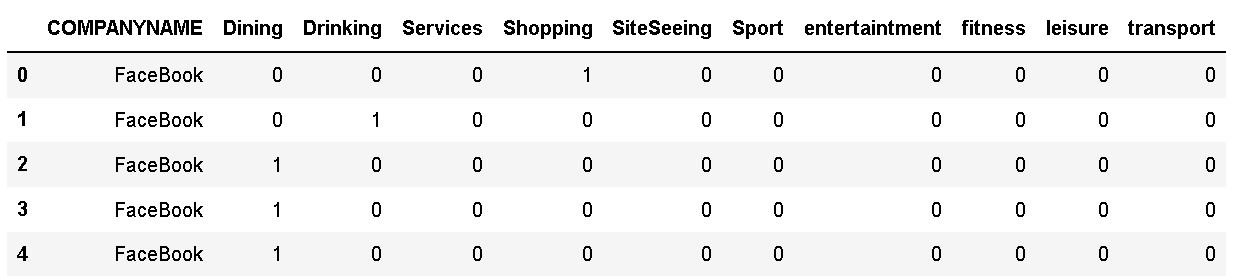 COMPANYNAME Dining Drinking Services Shopping SiteSeeing Sport entertaintment fitness leisure transport
0 FaceBook 0 0 0 1 0 0 0 0 0 0
1 FaceBook 0 1 0 0 0 0 0 0 0 0
2 FaceBook 1 0 0 0 0 0 0 0 0 0
3 FaceBook 1 0 0 0 0 0 0 0 0 0
4 FaceBook 1 0 0 0 0 0 0 0 0 0